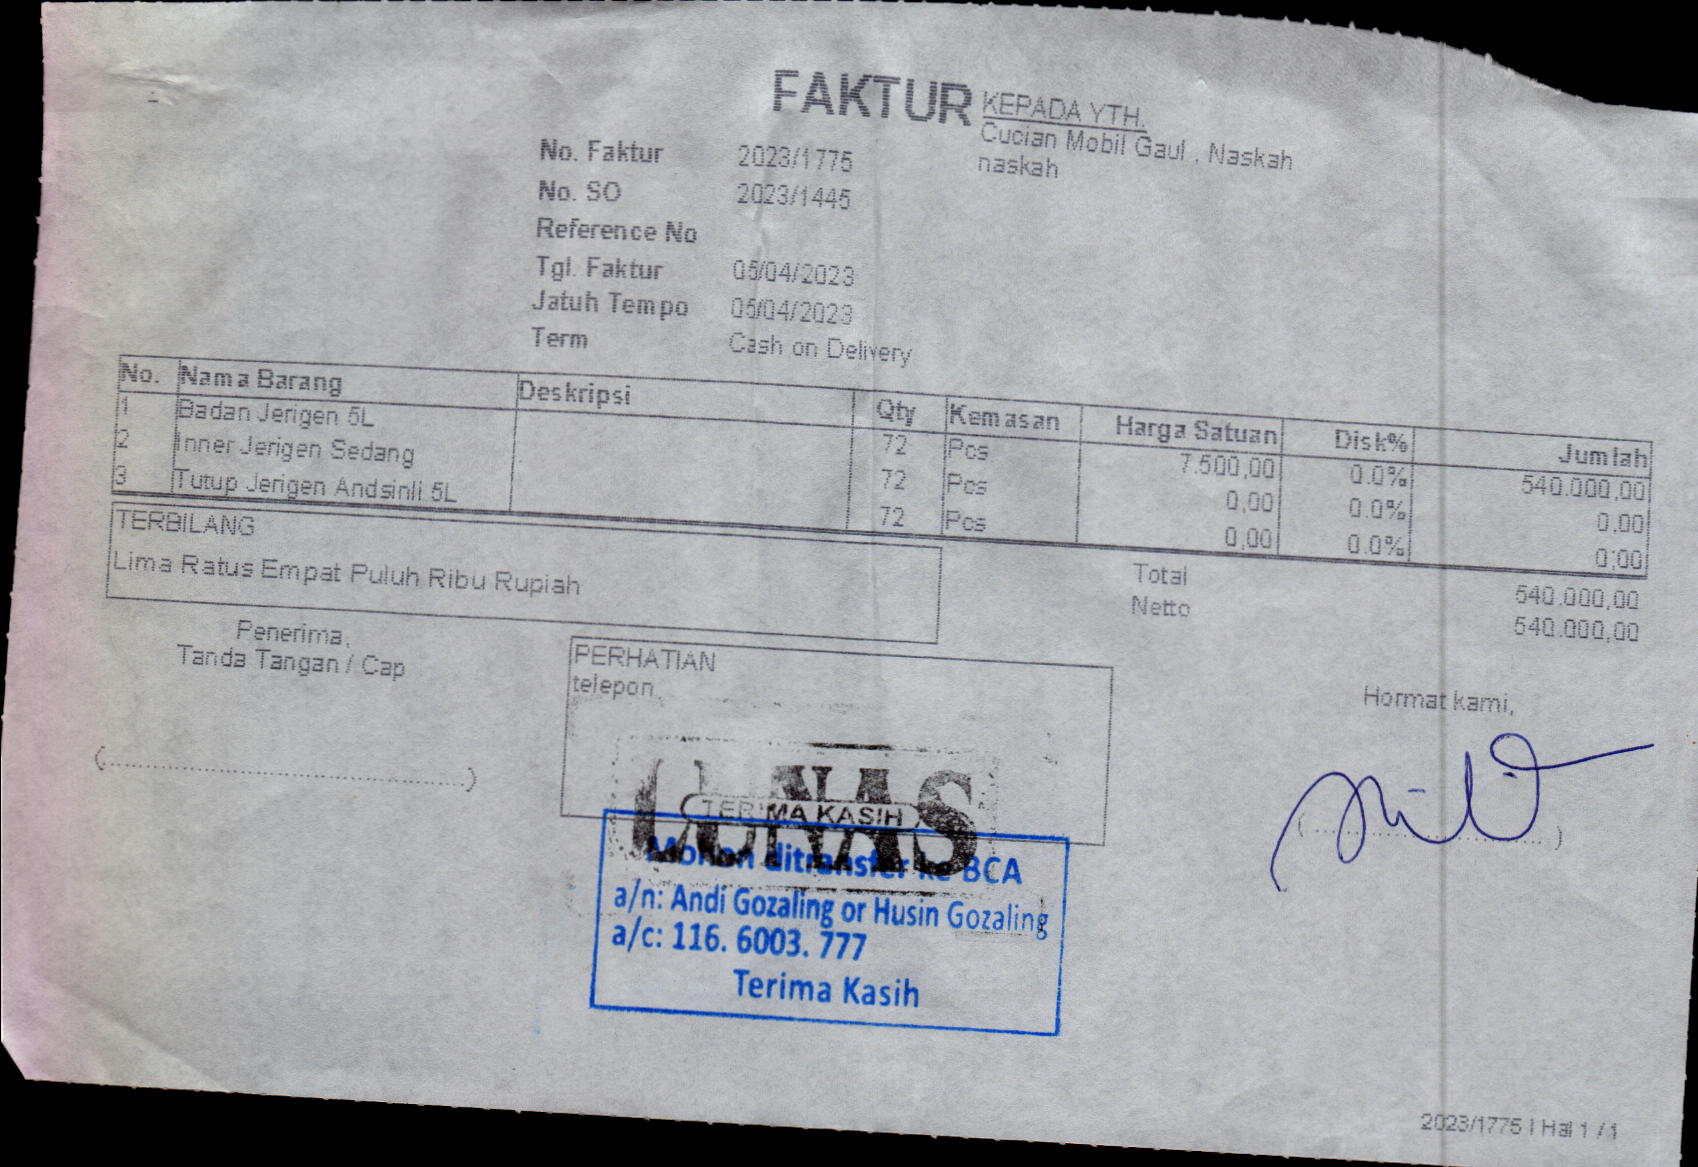 FAKTUR
KEPADA YTH.
Cucian Mobil Gaul , Naskah
naskah
No. Faktur 2023/1775
No. SO 2023/1445
Reference No
Tgl. Faktur 05/04/2023
Jatuh Tempo 05/04/2023
Term Cash on Delivery
No. Nama Barang Deskripsi Qty Kemasan Harga Satuan Disk% Jumlah
1 Badan Jerigen 5L 72 Pcs 7.500,00 0.0% 540.000,00
2 Inner Jerigen Sedang 72 Pcs 0,00 0.0% 0.00
3 Tutup Jerigen Andsinli 5L 72 Pcs 0,00 0.0% 0,00
TERBILANG
Lima Ratus Empat Puluh Ribu Rupiah
Total 540.000,00
Netto 540.000,00
Penerima,
Tanda Tangan / Cap
(........................................)
PERHATIAN
telepon.
Hormat kami,
(........................................)
LUNAS
TERIMA KASIH
Mohon ditransfer ke BCA
a/n: Andi Gozaling or Husin Gozaling
a/c: 116. 6003. 777
Terima Kasih
2023/1775 | Hal 1 / 1